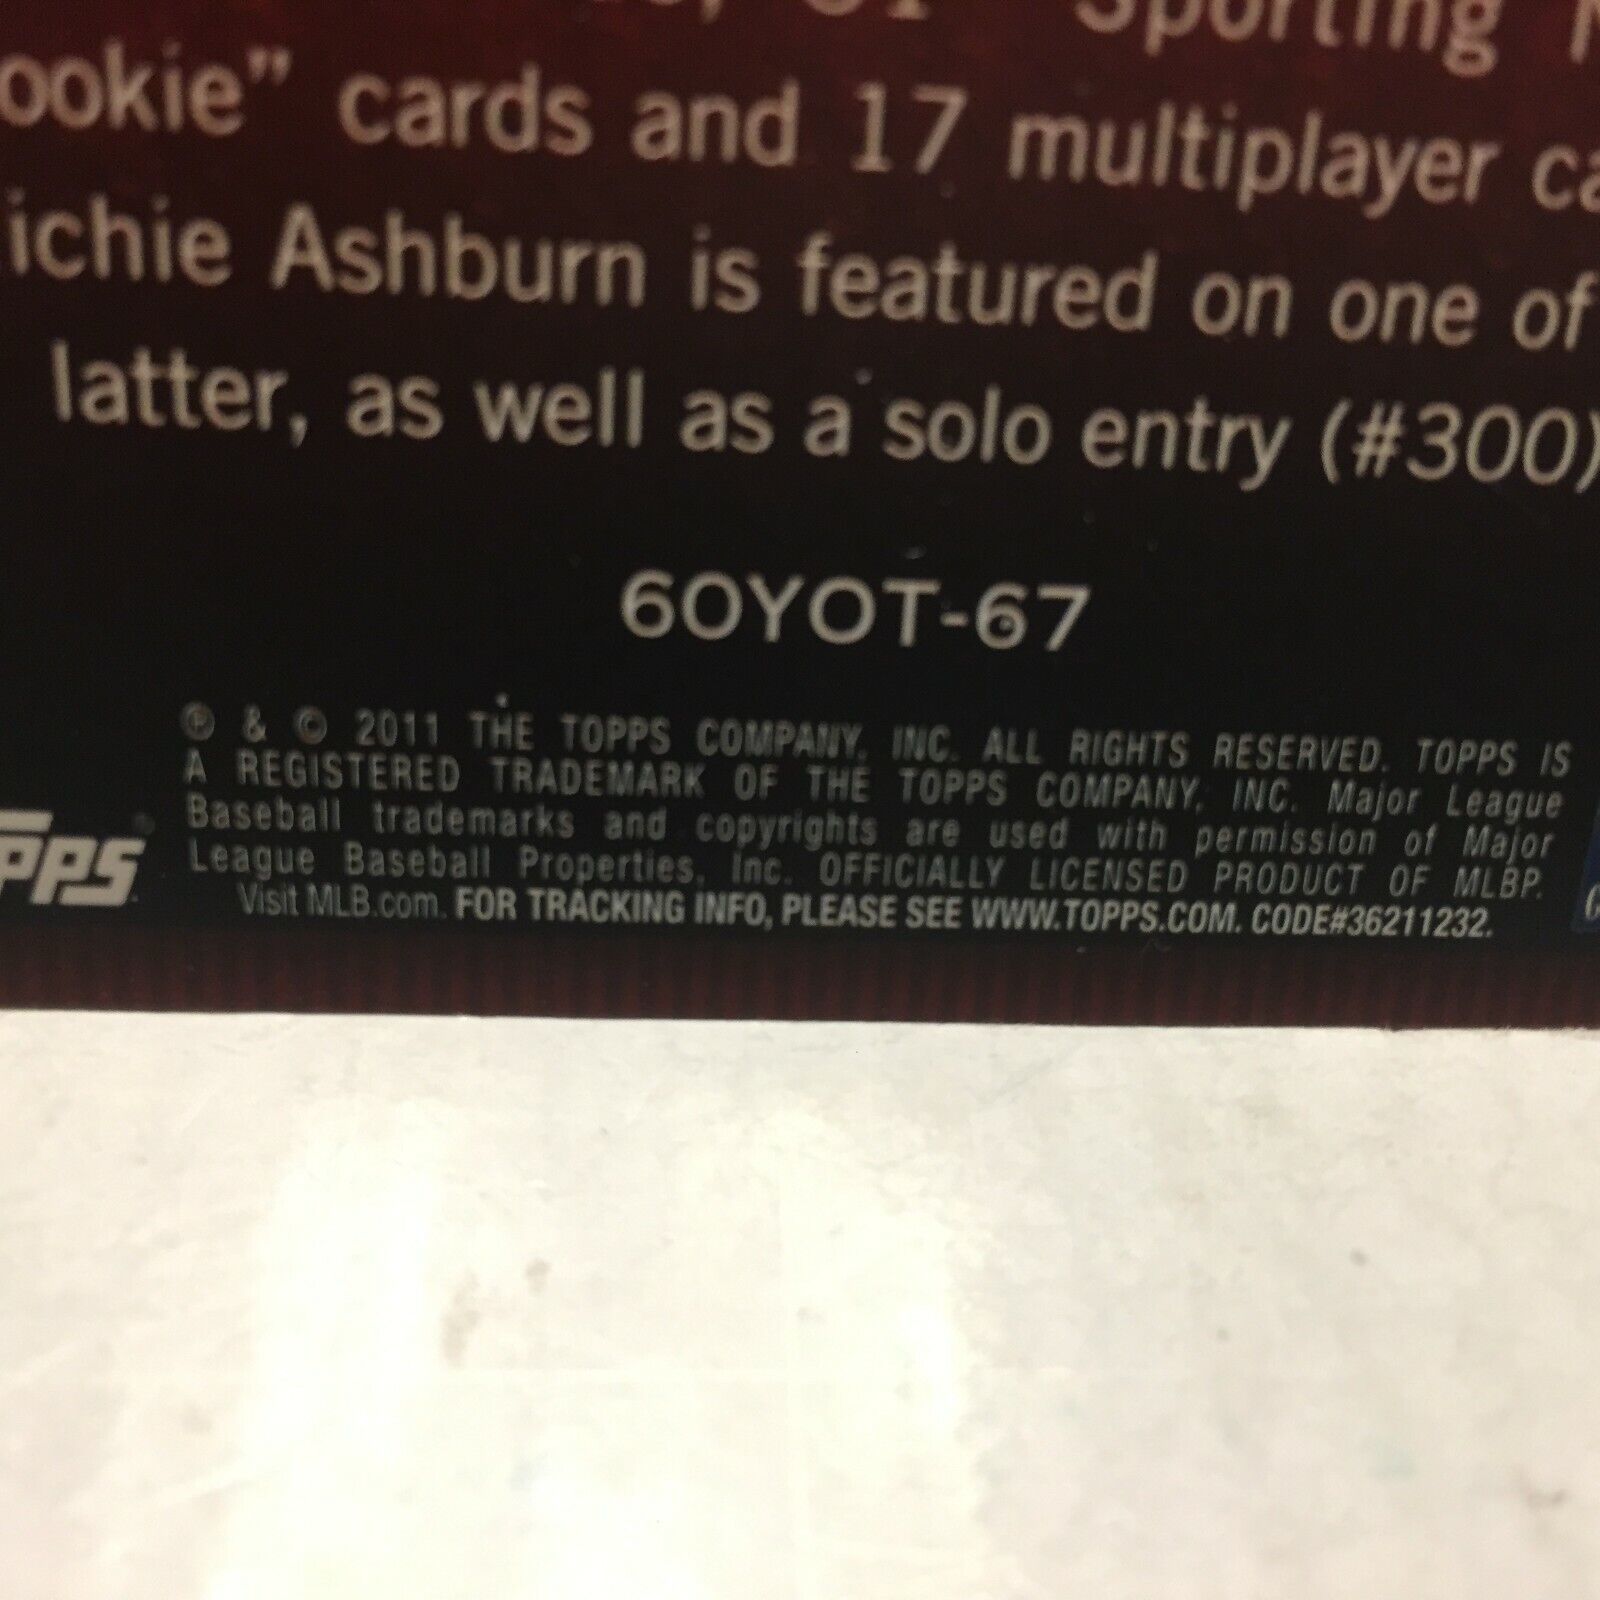 Sporting
ookie” cards and 17 multiplayer ca
ichie Ashburn is featured on one of
latter, as well as a solo entry (#300)
60YOT-67
® & © 2011 THE TOPPS COMPANY, INC. ALL RIGHTS RESERVED. TOPPS IS
A REGISTERED TRADEMARK OF THE TOPPS COMPANY, INC. Major League
Baseball trademarks and copyrights are used with permission of Major
League Baseball Properties, Inc. OFFICIALLY LICENSED PRODUCT OF MLBP.
Visit MLB.com. FOR TRACKING INFO, PLEASE SEE WWW.TOPPS.COM. CODE#36211232.
TOPPS